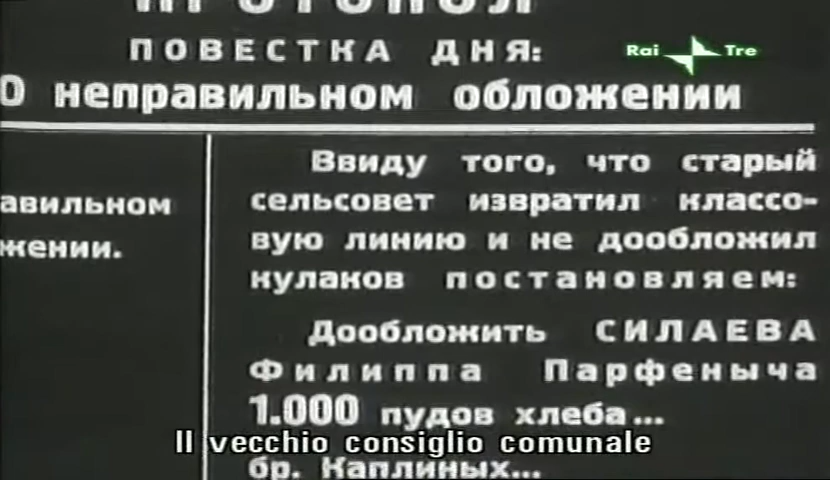 ПРОТОКОЛ
ПОВЕСТКА ДНЯ:
Rai Tre
О неправильном обложении
авильном
жении.
Ввиду того, что старый
сельсовет извратил классо-
вую линию и не дообложил
кулаков постановляем:
Дообложить СИЛАЕВА
Филиппа Парфеныча
1.000 пудов хлеба...
Il vecchio consiglio comunale
бр. Каплиных...